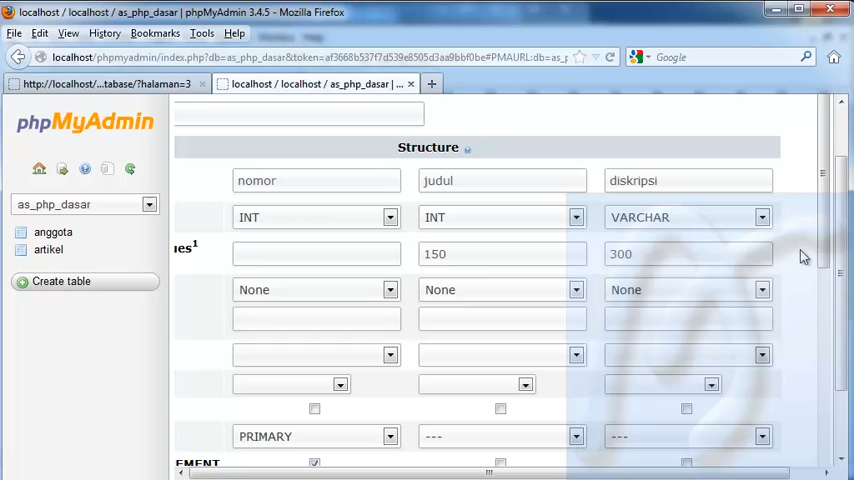 localhost / localhost / as_php_dasar | phpMyAdmin 3.4.5 - Mozilla Firefox
File Edit View History Bookmarks Tools Help
localhost/phpmyadmin/index.php?db=as_php_dasar&token=af3668b537f7d539e8505d3aa9bbf0be#PMAURL:db=as_p
Google
http://localhost/...tabase/?halaman=3
localhost / localhost / as_php_dasar | ...
phpMyAdmin
Structure
nomor judul diskripsi
as_php_dasar
INT INT VARCHAR
anggota
ues1
artikel
150 300
Create table
None None None
PRIMARY --- ---
EMENT